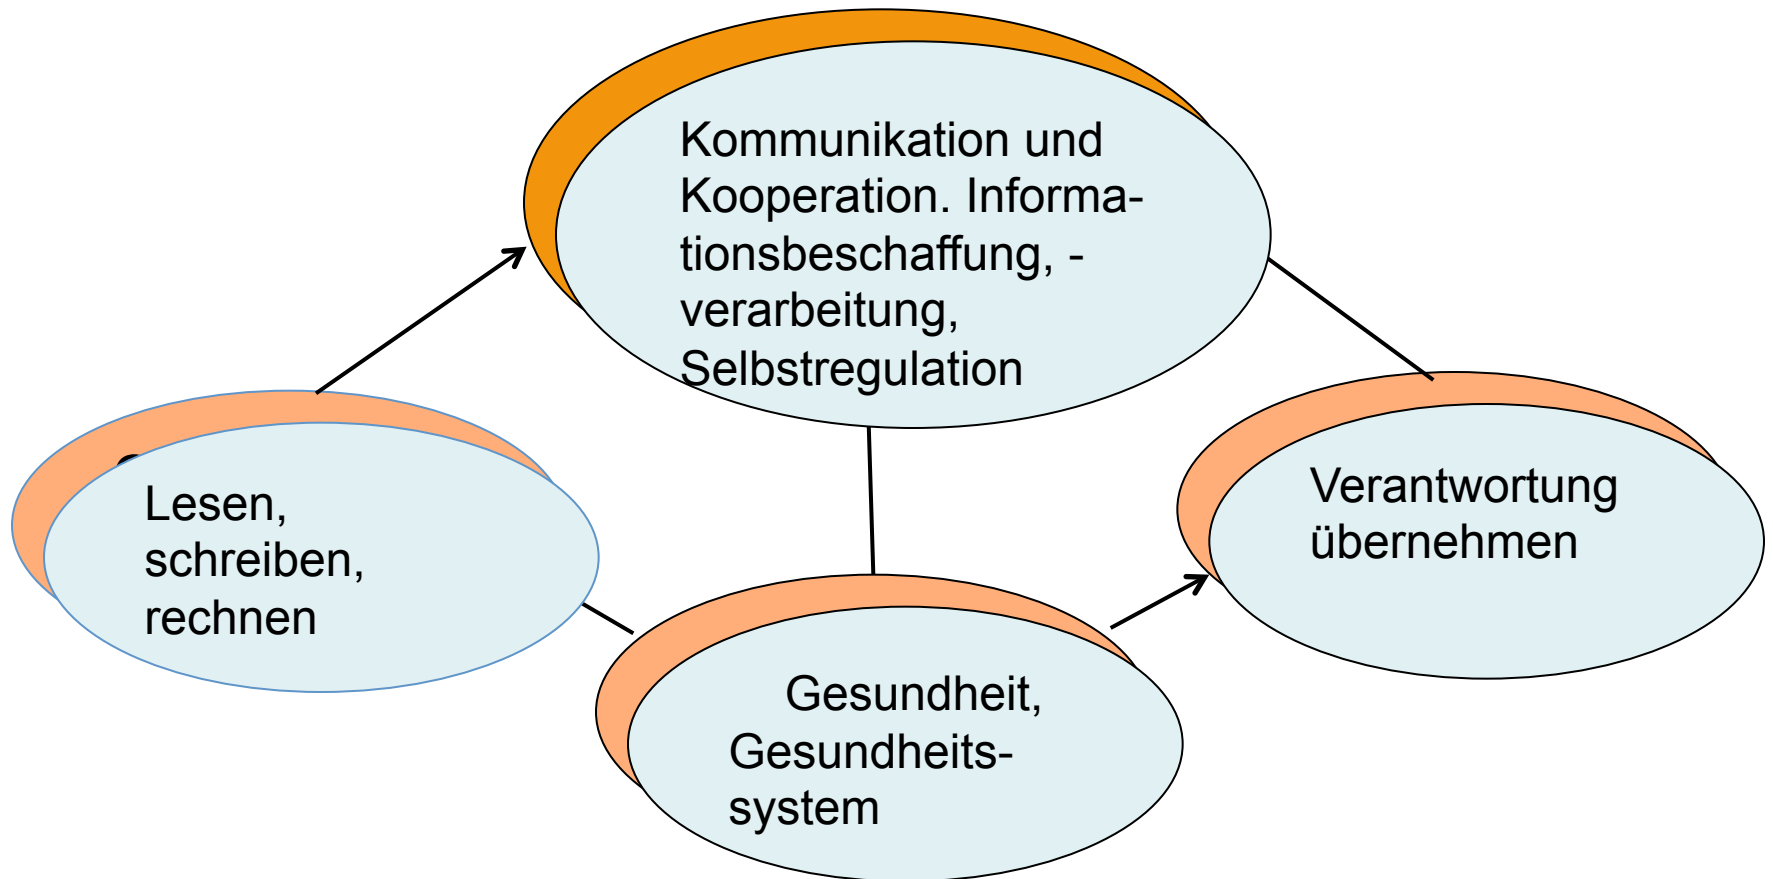 Kommunikation und
Kooperation. Informa-
tionsbeschaffung, -
verarbeitung,
Selbstregulation
Lesen,
schreiben,
rechnen
Verantwortung
übernehmen
Gesundheit,
Gesundheits-
system